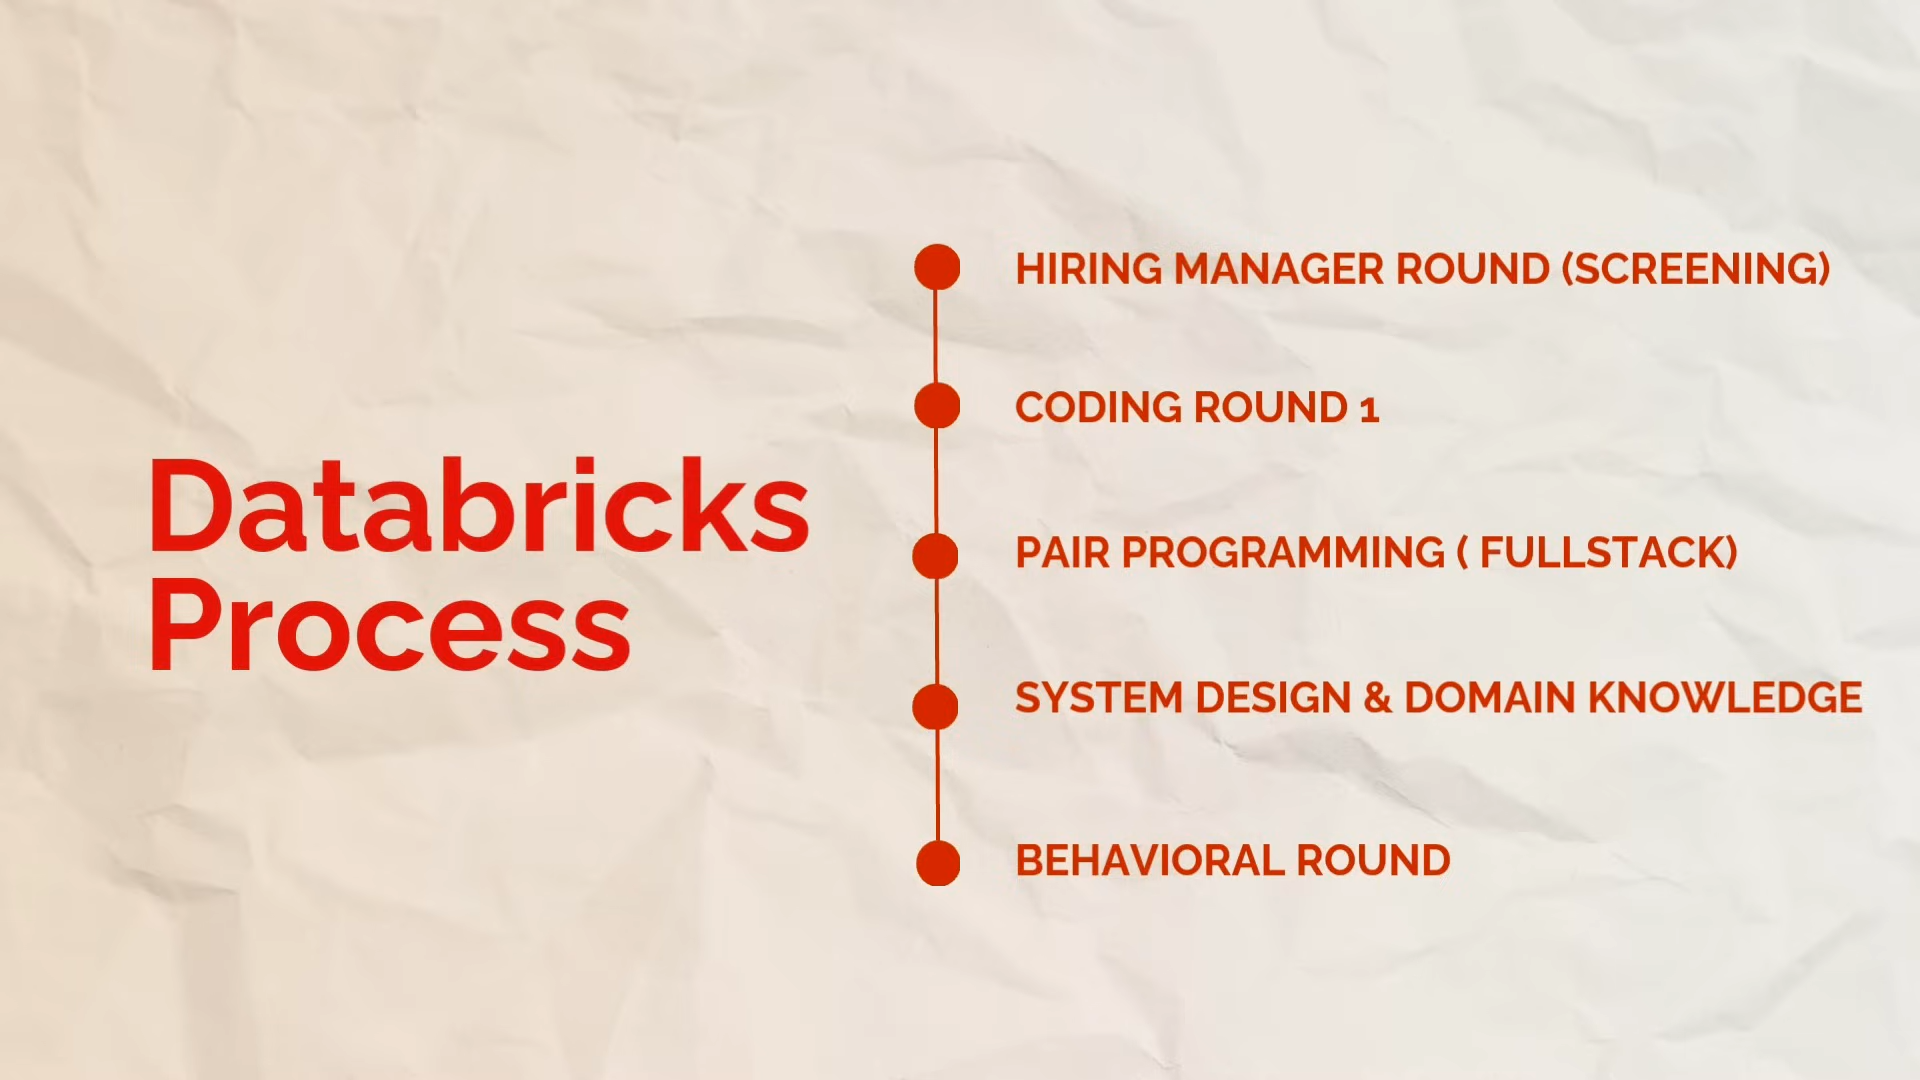 Databricks
Process
HIRING MANAGER ROUND (SCREENING)
CODING ROUND 1
PAIR PROGRAMMING ( FULLSTACK)
SYSTEM DESIGN & DOMAIN KNOWLEDGE
BEHAVIORAL ROUND